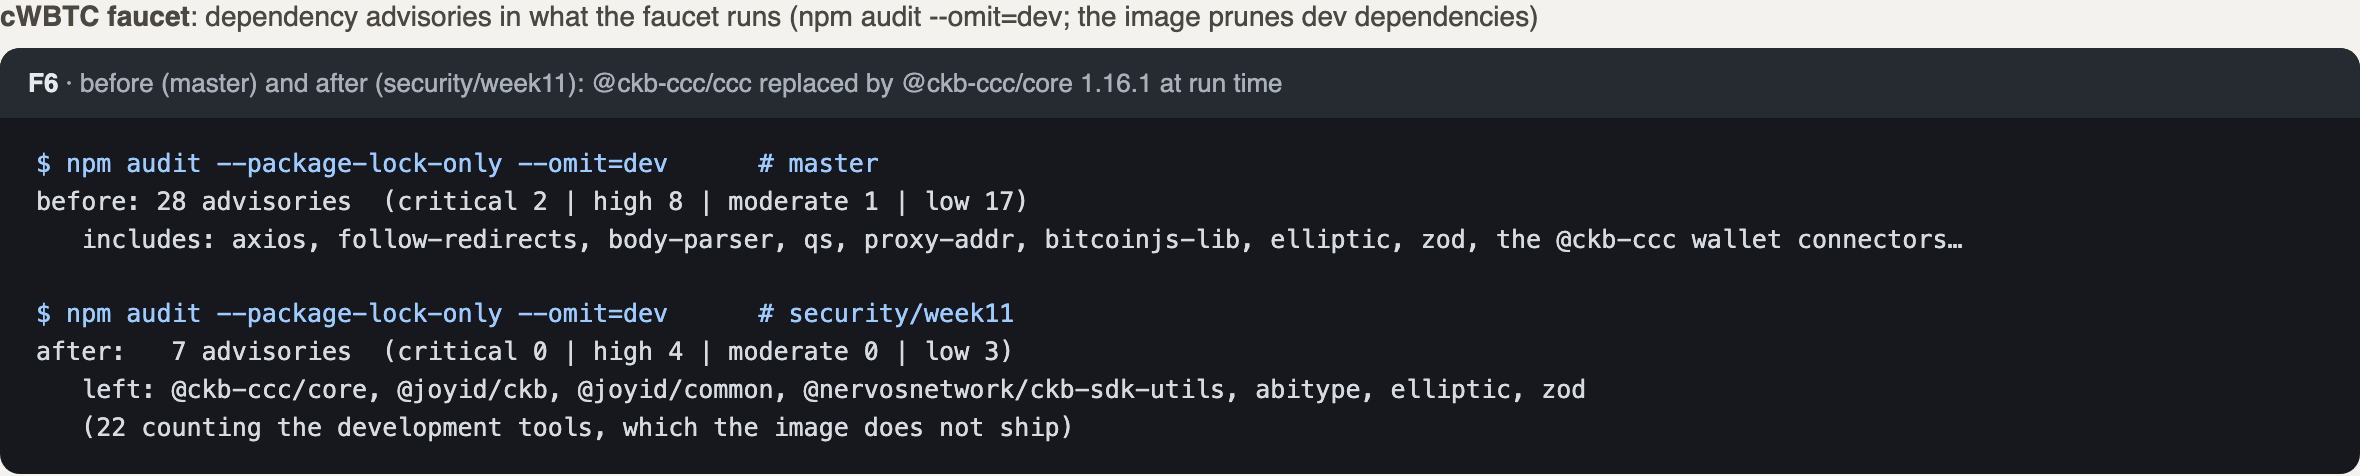 cWBTC faucet: dependency advisories in what the faucet runs (npm audit --omit=dev; the image prunes dev dependencies)
F6 · before (master) and after (security/week11): @ckb-ccc/ccc replaced by @ckb-ccc/core 1.16.1 at run time
$ npm audit --package-lock-only --omit=dev      # master
before: 28 advisories  (critical 2 | high 8 | moderate 1 | low 17)
   includes: axios, follow-redirects, body-parser, qs, proxy-addr, bitcoinjs-lib, elliptic, zod, the @ckb-ccc wallet connectors…
$ npm audit --package-lock-only --omit=dev      # security/week11
after:   7 advisories  (critical 0 | high 4 | moderate 0 | low 3)
   left: @ckb-ccc/core, @joyid/ckb, @joyid/common, @nervosnetwork/ckb-sdk-utils, abitype, elliptic, zod
   (22 counting the development tools, which the image does not ship)